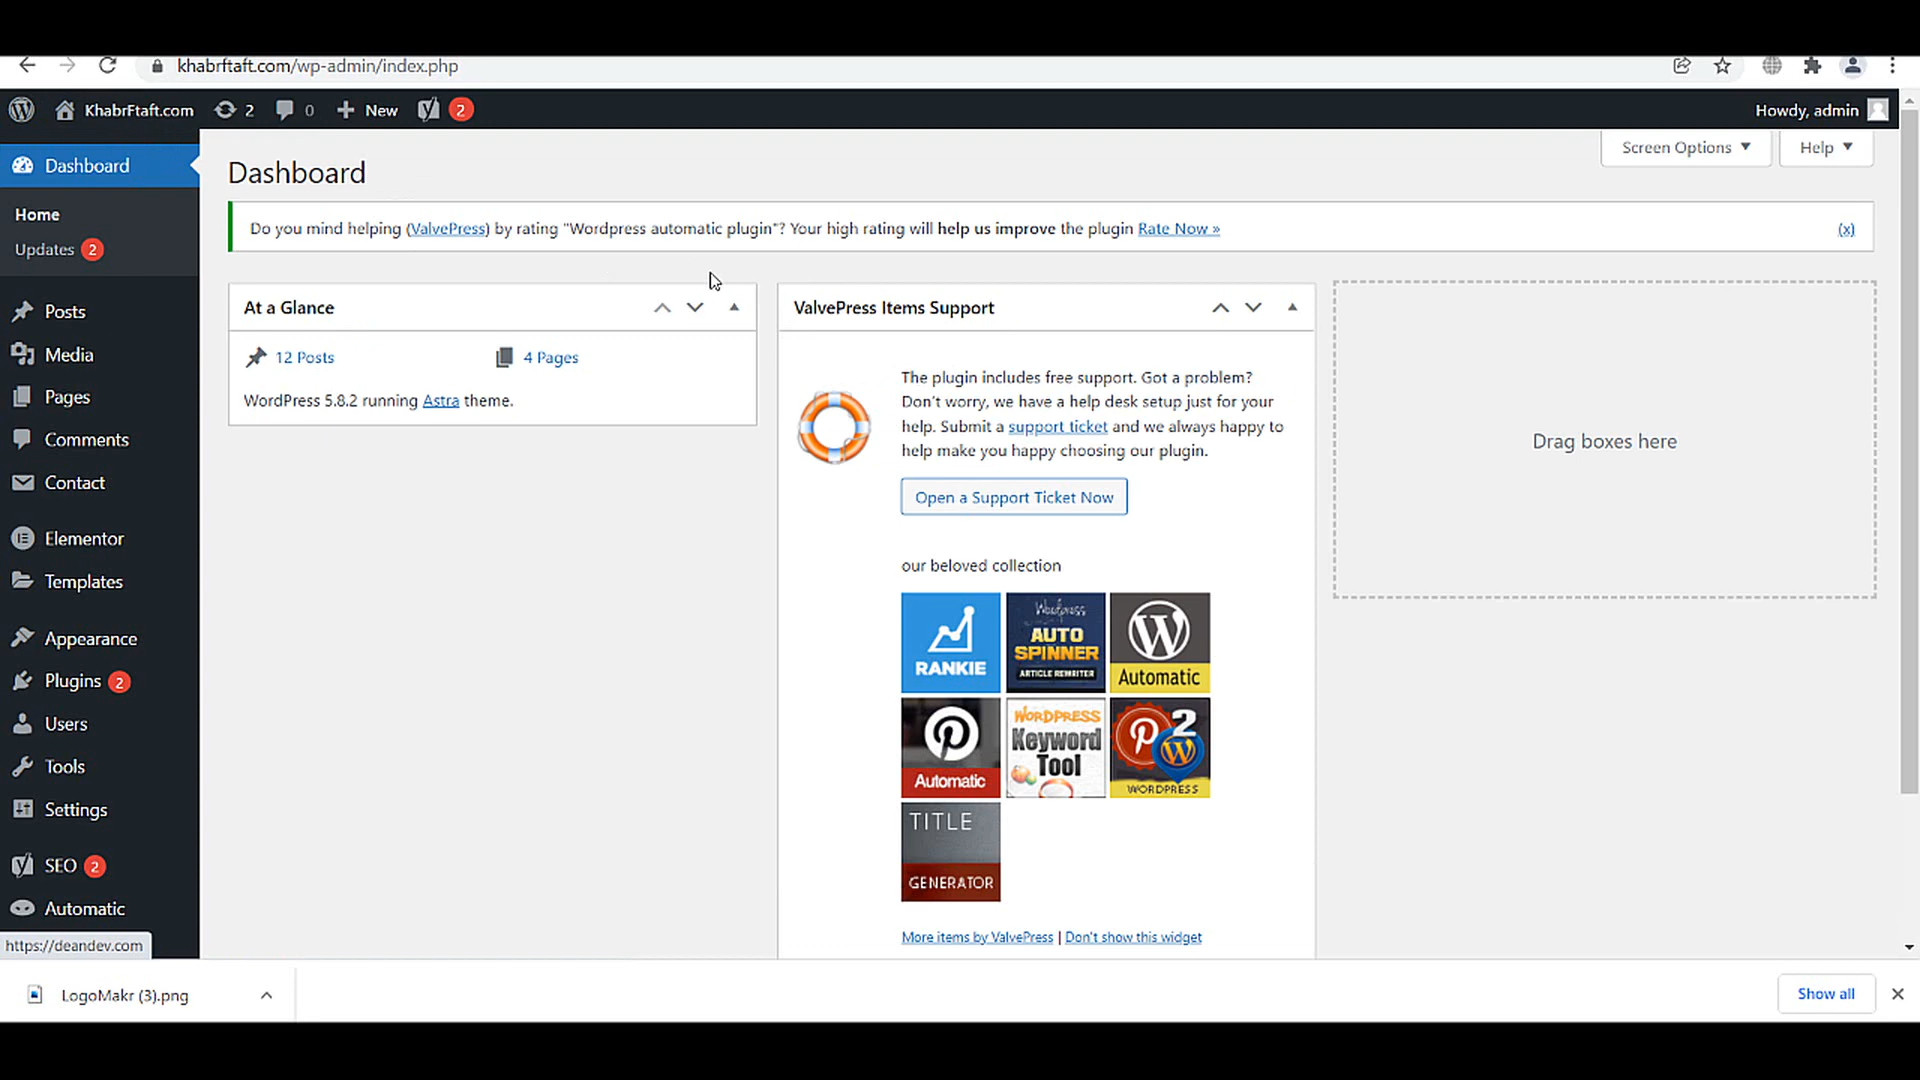 khabrftaft.com/wp-admin/index.php
KhabrFtaft.com 2 0 New 2
Howdy, admin
Dashboard
Home
Updates 2
Posts
Media
Pages
Comments
Contact
Elementor
Templates
Appearance
Plugins 2
Users
Tools
Settings
SEO 2
Automatic
https://deandev.com
Screen Options
Help
Dashboard
Do you mind helping (ValvePress) by rating "Wordpress automatic plugin"? Your high rating will help us improve the plugin Rate Now »
(x)
At a Glance
12 Posts
4 Pages
WordPress 5.8.2 running Astra theme.
ValvePress Items Support
The plugin includes free support. Got a problem?
Don't worry, we have a help desk setup just for your
help. Submit a support ticket and we always happy to
help make you happy choosing our plugin.
Open a Support Ticket Now
our beloved collection
RANKIE
Wordpress
AUTO
SPINNER
ARTICLE REWRITER
Automatic
Automatic
WORDPRESS
Keyword
Tool
2
WORDPRESS
TITLE
GENERATOR
More items by ValvePress | Don't show this widget
Drag boxes here
LogoMakr (3).png
Show all